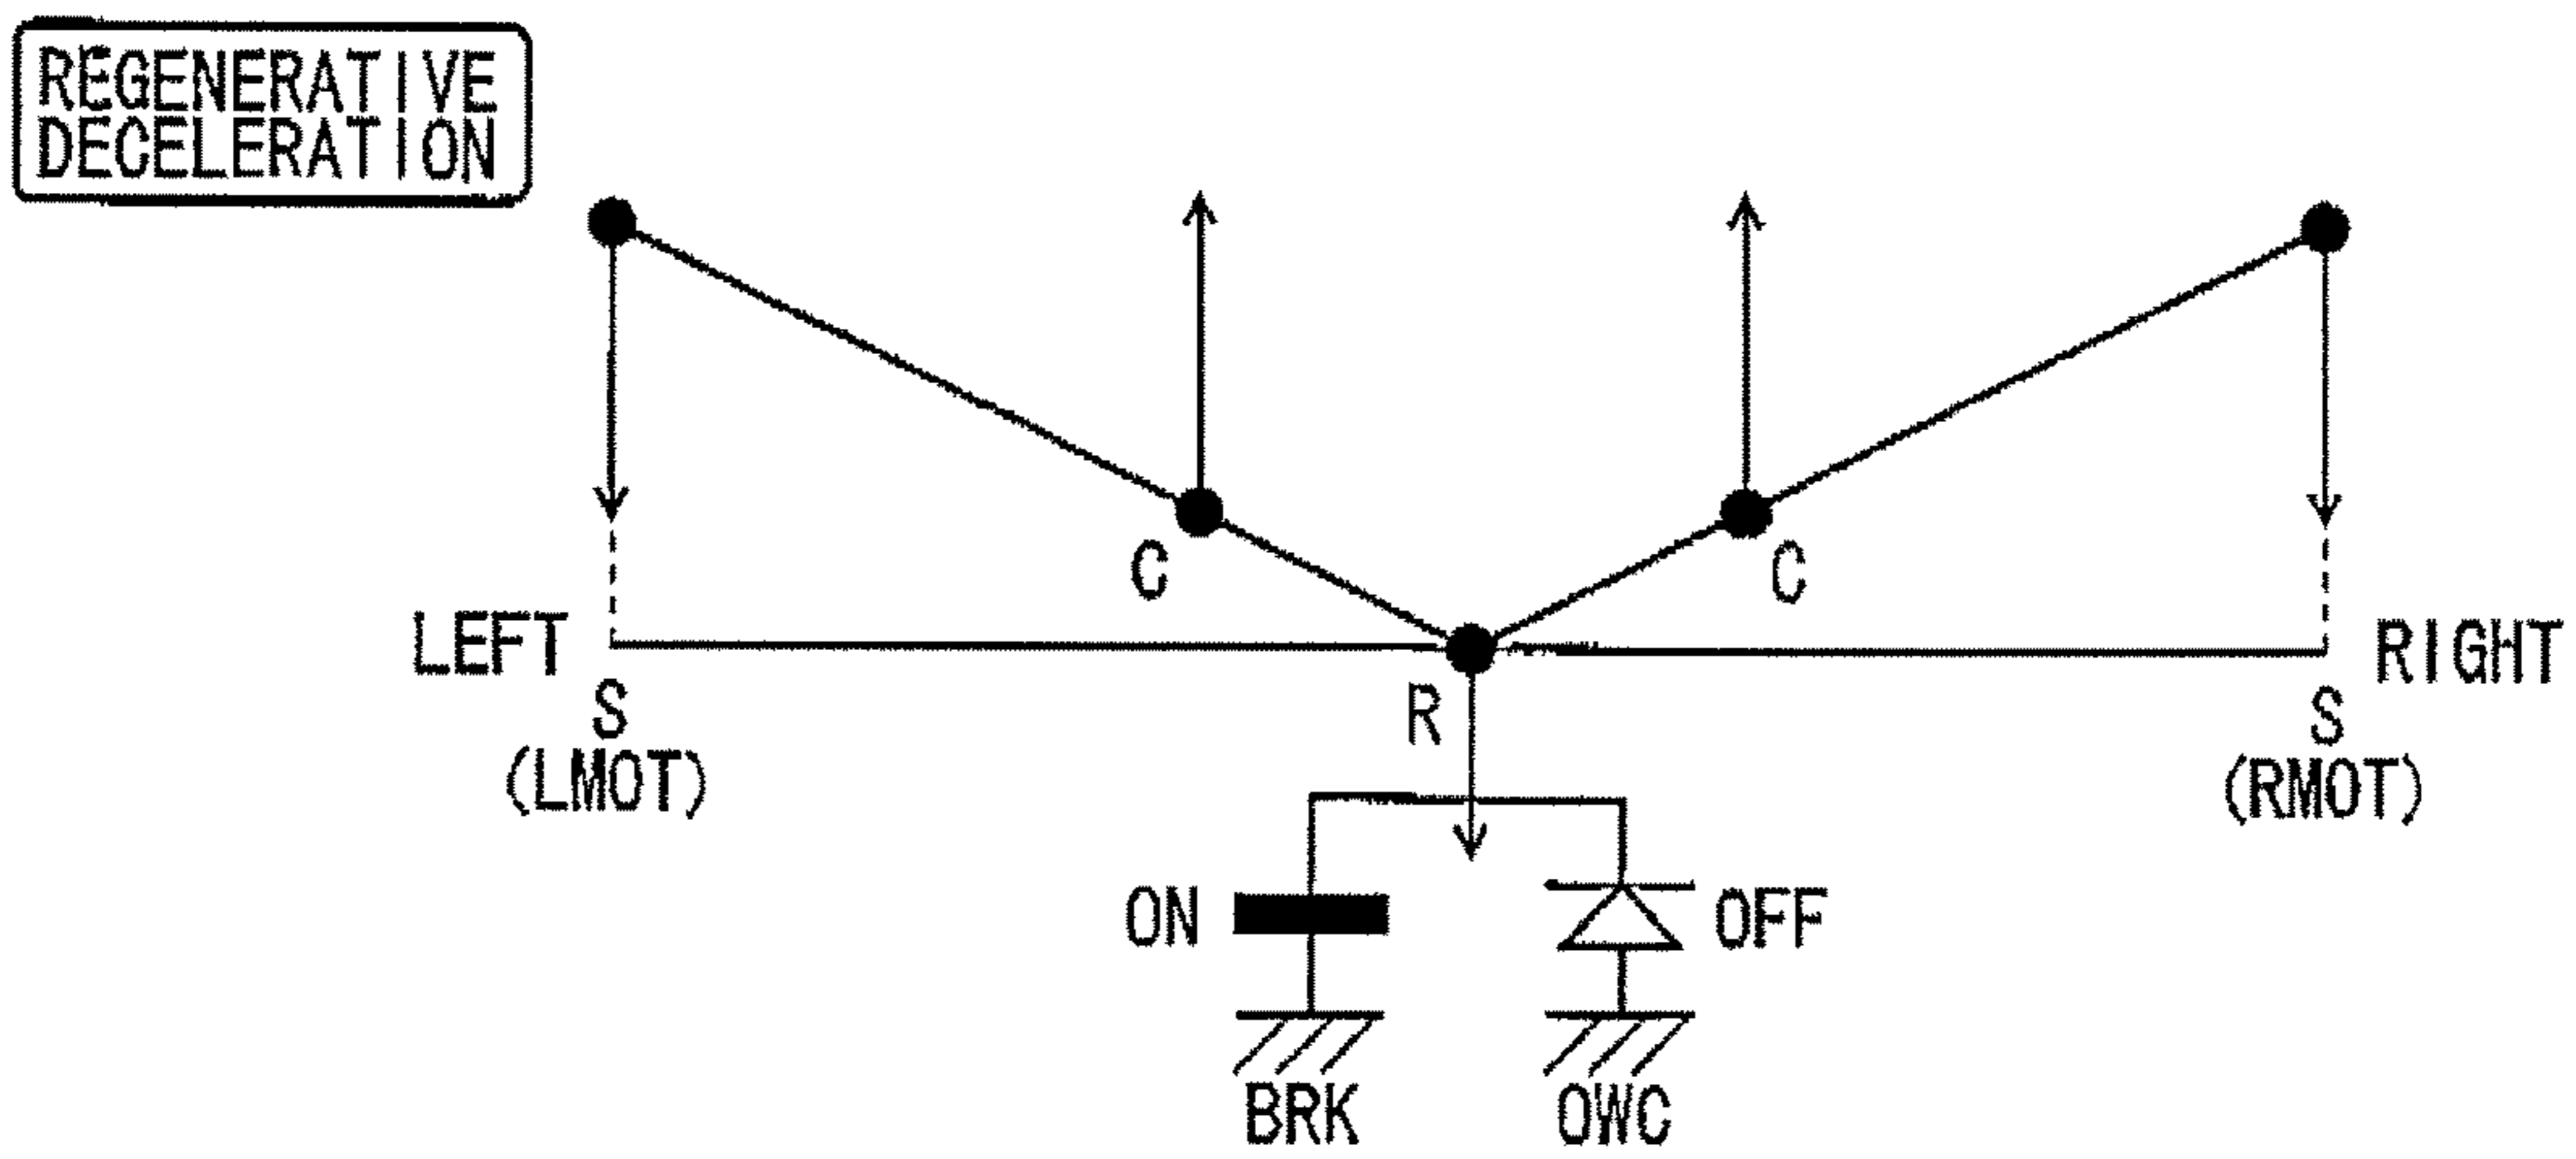 REGENERATIVE
DECELERATION
C
C
LEFT
RIGHT
S
R
S
(LMOT)
(RMOT)
ON
OFF
BRK
OWC